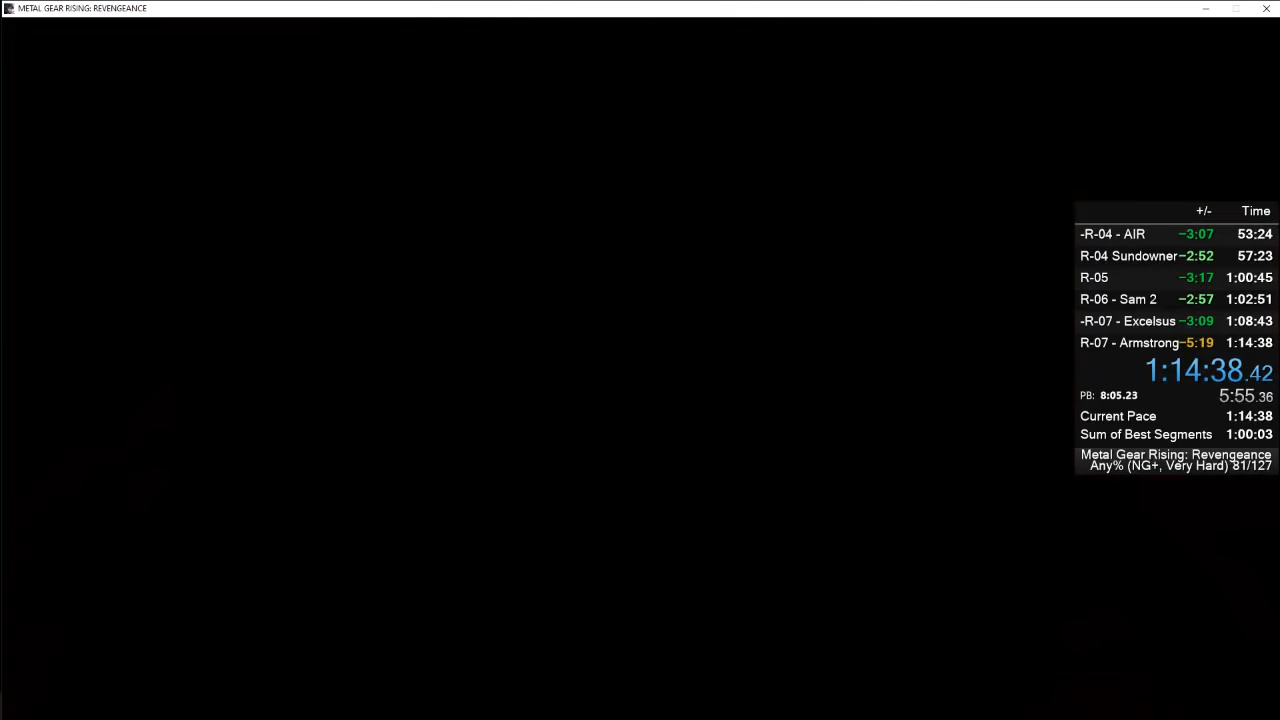 METAL GEAR RISING: REVENGEANCE
+/- Time
-R-04 - AIR −3:07 53:24
R-04 Sundowner −2:52 57:23
R-05 −3:17 1:00:45
R-06 - Sam 2 −2:57 1:02:51
-R-07 - Excelsus −3:09 1:08:43
R-07 - Armstrong −5:19 1:14:38
1:14:38.42
PB: 8:05.23 5:55.36
Current Pace 1:14:38
Sum of Best Segments 1:00:03
Metal Gear Rising: Revengeance
Any% (NG+, Very Hard) 31/127